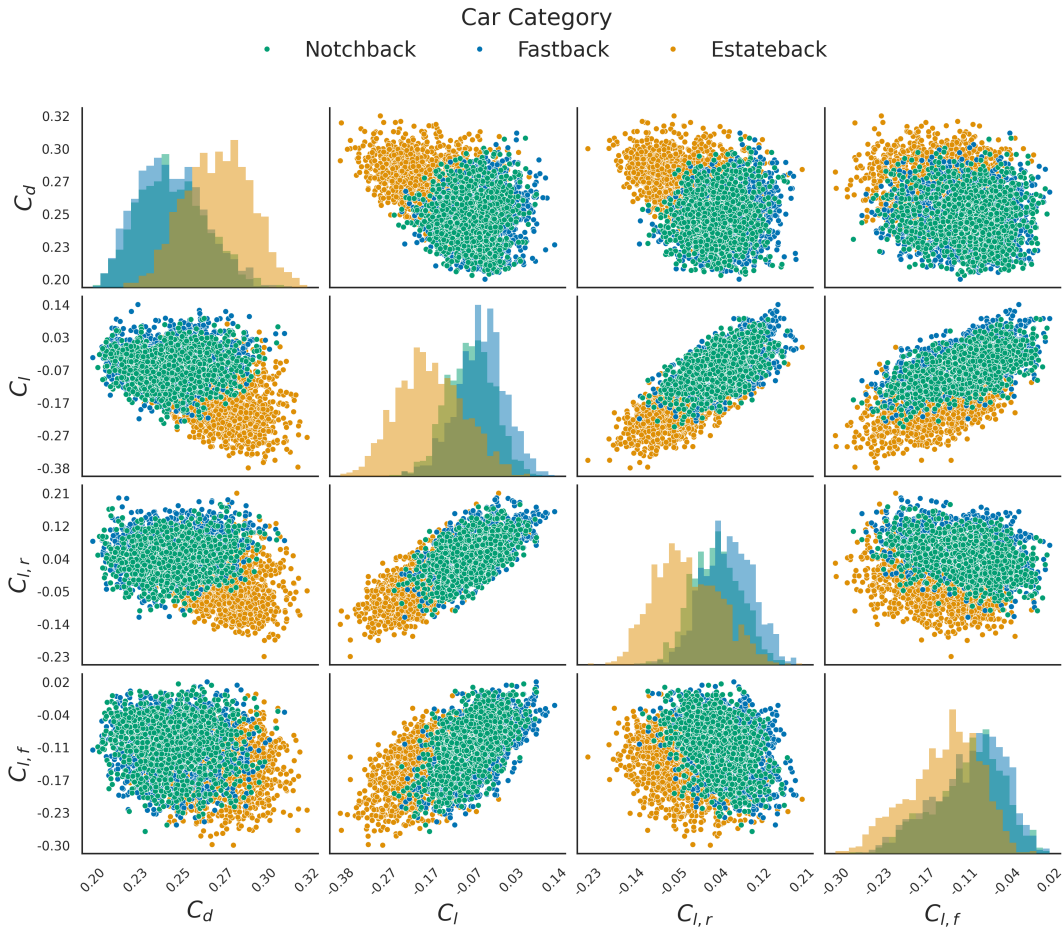 Car Category
Notchback Fastback Estateback
C_d
0.32
0.30
0.27
0.25
0.23
0.20
C_l
0.14
0.03
-0.07
-0.17
-0.27
-0.38
C_{l,r}
0.21
0.12
0.04
-0.05
-0.14
-0.23
C_{l,f}
0.02
-0.04
-0.11
-0.17
-0.23
-0.30
0.20 0.23 0.25 0.27 0.30 0.32
-0.38 -0.27 -0.17 -0.07 0.03 0.14
-0.23 -0.14 -0.05 0.04 0.12 0.21
-0.30 -0.23 -0.17 -0.11 -0.04 0.02
C_d C_l C_{l,r} C_{l,f}